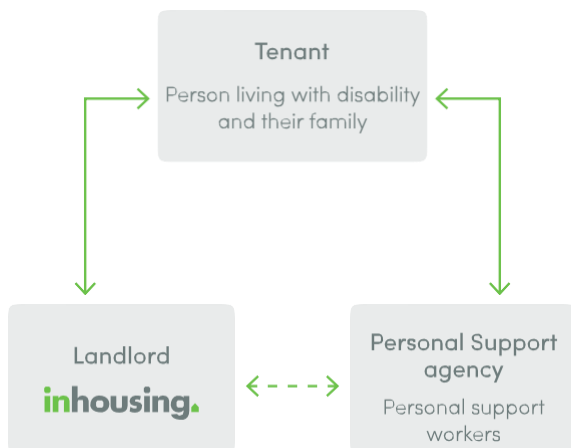 Tenant
Person living with disability
and their family
Landlord
inhousing.
Personal Support
agency
Personal support
workers